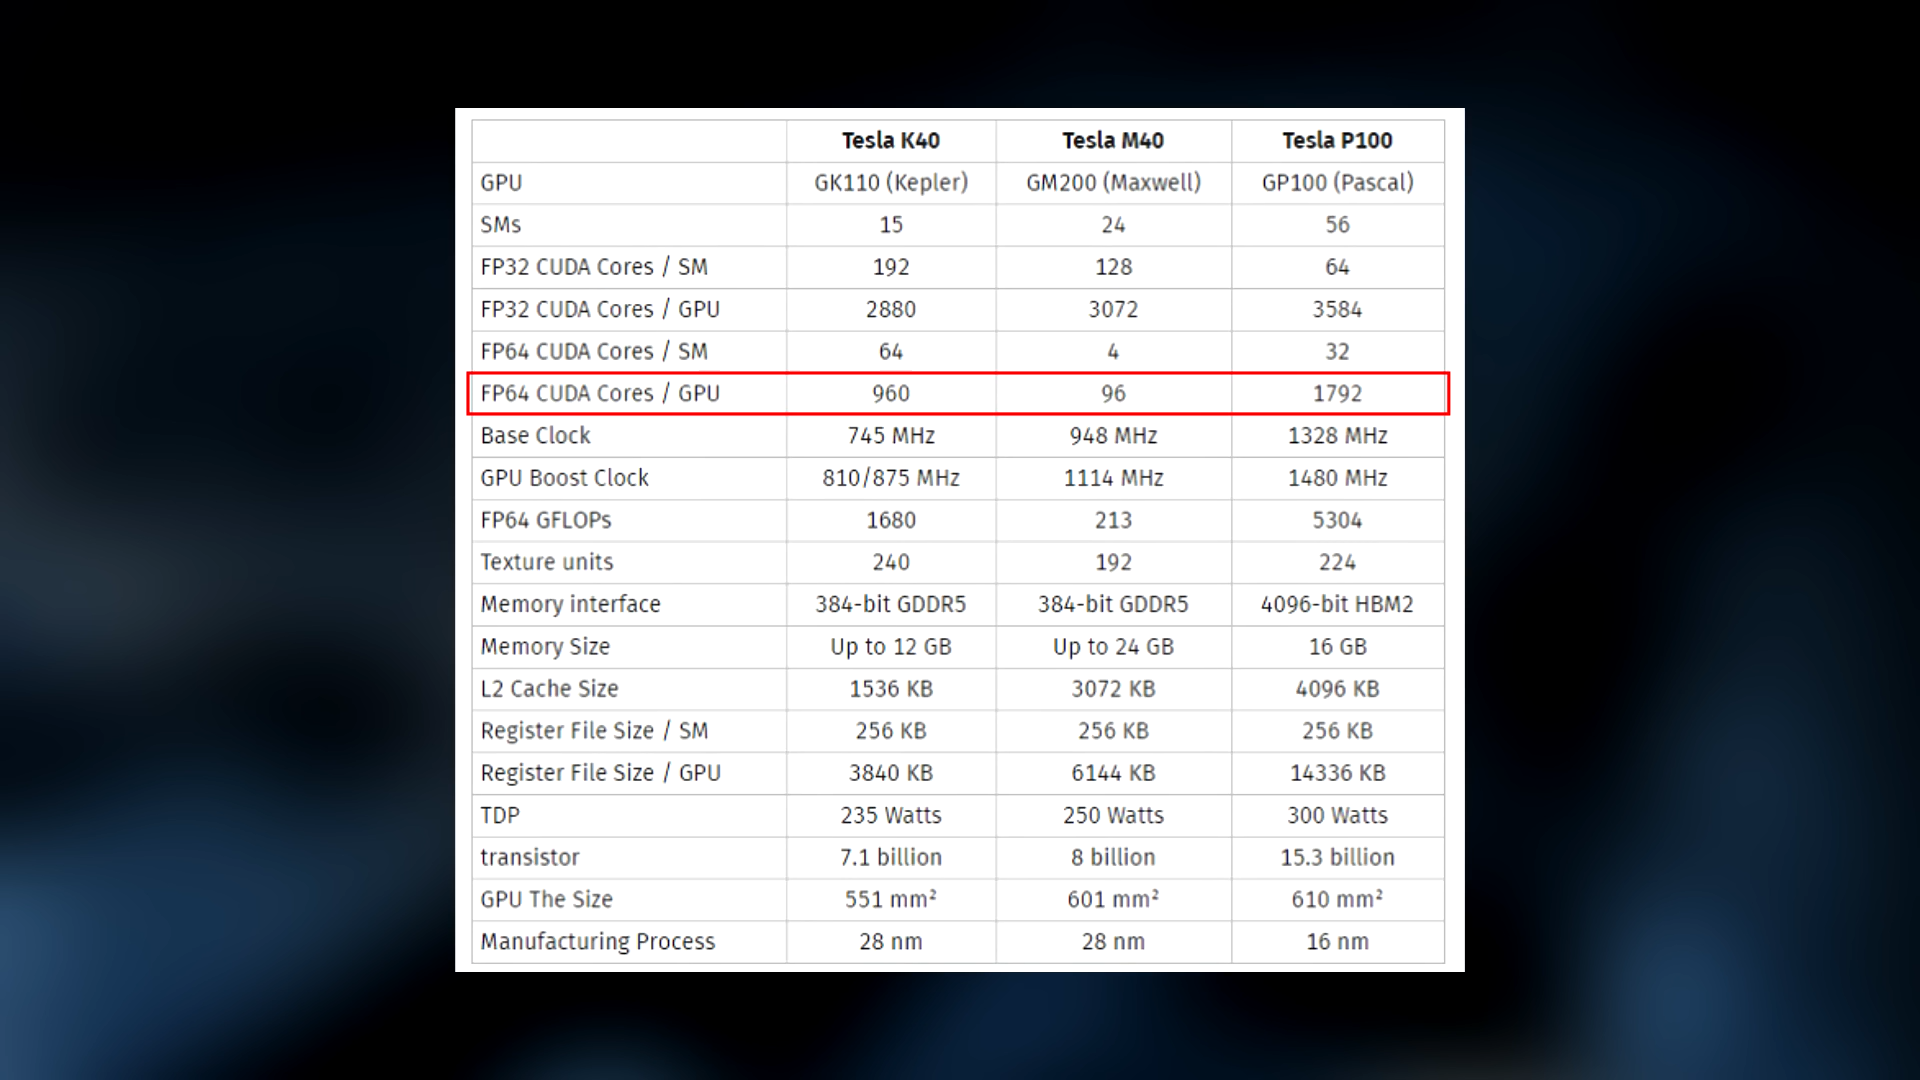 Tesla K40 Tesla M40 Tesla P100
GPU GK110 (Kepler) GM200 (Maxwell) GP100 (Pascal)
SMs 15 24 56
FP32 CUDA Cores / SM 192 128 64
FP32 CUDA Cores / GPU 2880 3072 3584
FP64 CUDA Cores / SM 64 4 32
FP64 CUDA Cores / GPU 960 96 1792
Base Clock 745 MHz 948 MHz 1328 MHz
GPU Boost Clock 810/875 MHz 1114 MHz 1480 MHz
FP64 GFLOPs 1680 213 5304
Texture units 240 192 224
Memory interface 384-bit GDDR5 384-bit GDDR5 4096-bit HBM2
Memory Size Up to 12 GB Up to 24 GB 16 GB
L2 Cache Size 1536 KB 3072 KB 4096 KB
Register File Size / SM 256 KB 256 KB 256 KB
Register File Size / GPU 3840 KB 6144 KB 14336 KB
TDP 235 Watts 250 Watts 300 Watts
transistor 7.1 billion 8 billion 15.3 billion
GPU The Size 551 mm² 601 mm² 610 mm²
Manufacturing Process 28 nm 28 nm 16 nm